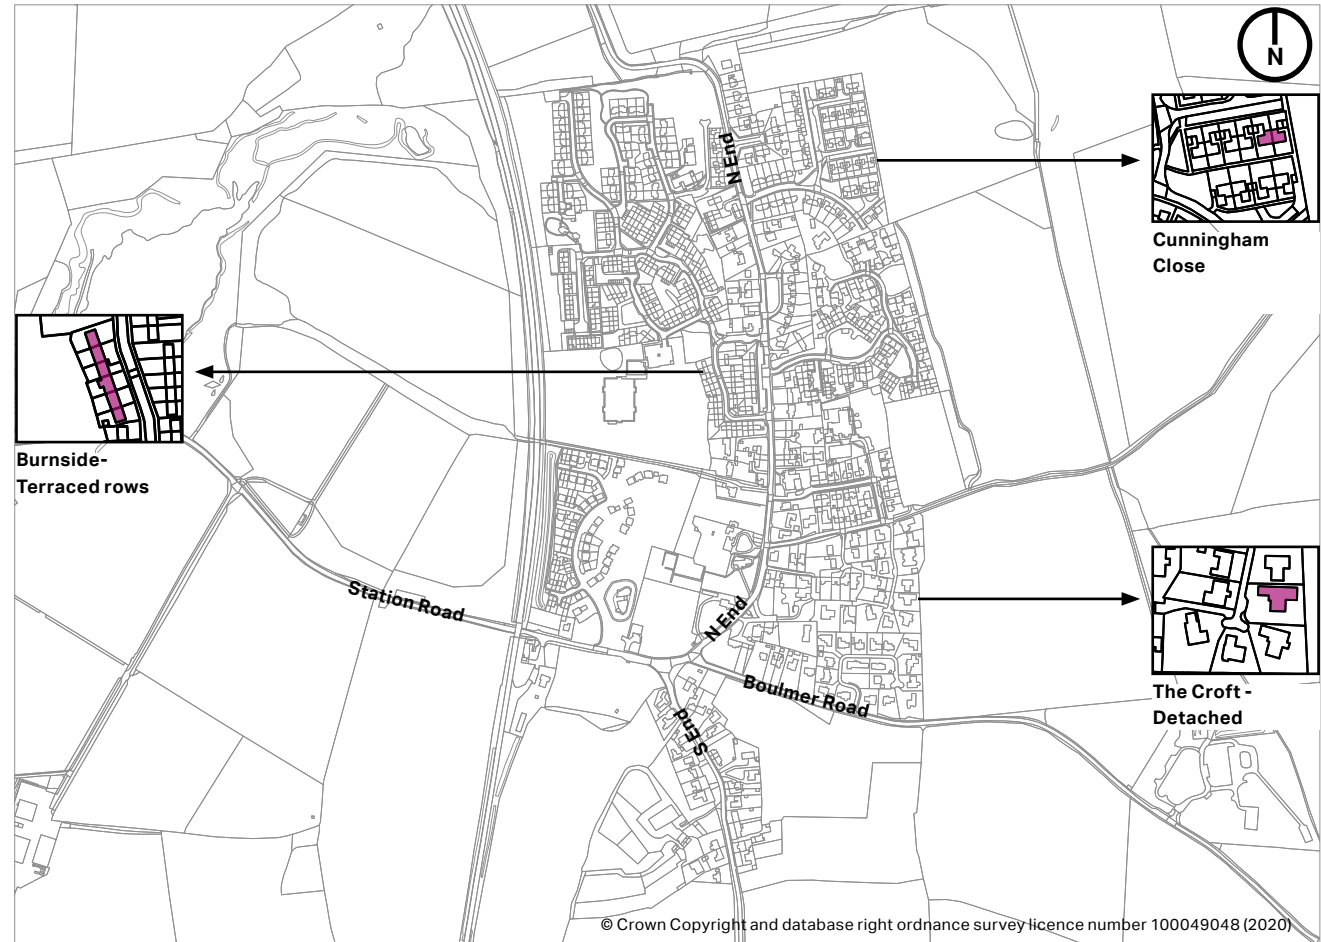 N
N End
Cunningham
Close
Burnside-
Terraced rows
Station Road
N End
Boulmer Road
The Croft -
Detached
S End
© Crown Copyright and database right ordnance survey licence number 100049048 (2020)